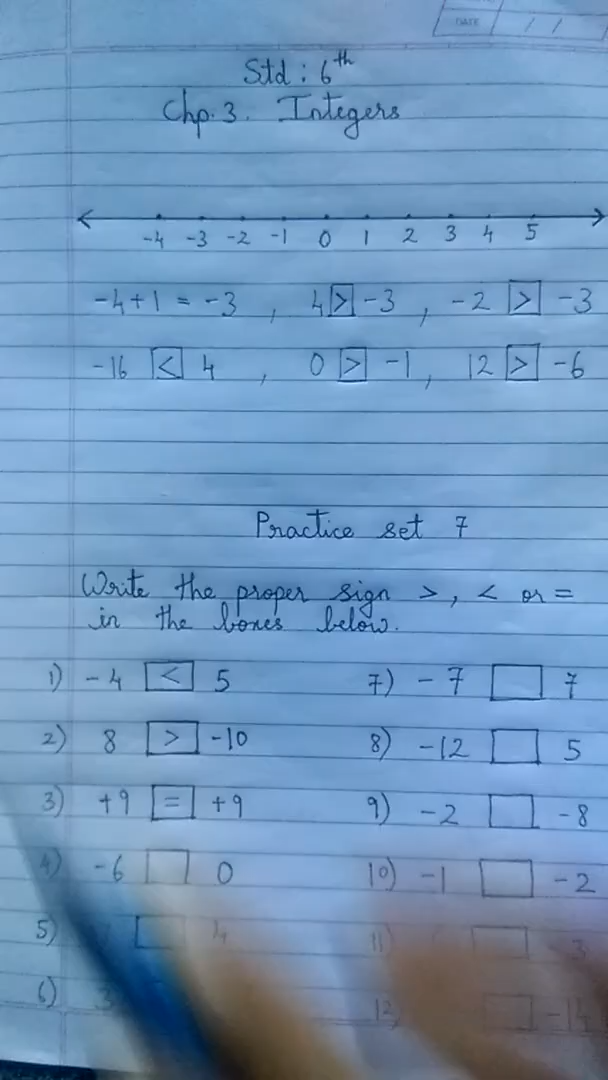 DATE / /
Std : 6th
Chp. 3. Integers
-4 -3 -2 -1 0 1 2 3 4 5
-4+1 = -3 , 4 > -3 , -2 > -3
-16 < 4 , 0 > -1 , 12 > -6
Practice set 7
Write the proper sign >, < or =
in the boxes below.
1) -4 < 5 7) -7 7
2) 8 > -10 8) -12 5
3) +9 = +9 9) -2 -8
4) -6 0 10) -1 -2
5) 4 11) 3
6) 3 12)